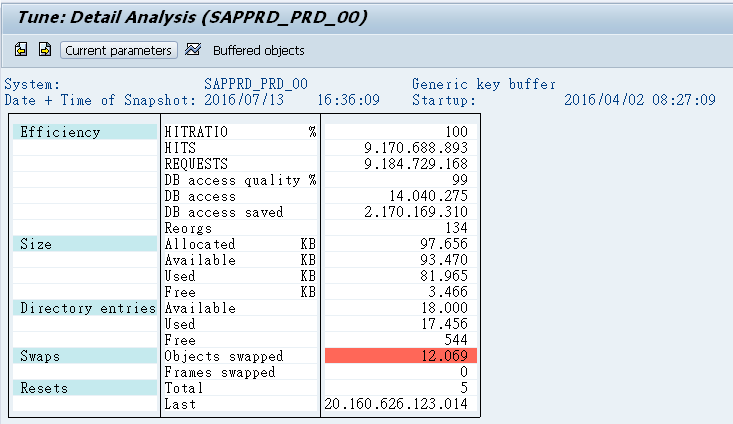 Tune: Detail Analysis (SAPPRD_PRD_00)
Current parameters Buffered objects
System: SAPPRD_PRD_00 Generic key buffer
Date + Time of Snapshot: 2016/07/13 16:36:09 Startup: 2016/04/02 08:27:09
Efficiency HITRATIO % 100
HITS 9.170.688.893
REQUESTS 9.184.729.168
DB access quality % 99
DB access 14.040.275
DB access saved 2.170.169.310
Reorgs 134
Size Allocated KB 97.656
Available KB 93.470
Used KB 81.965
Free KB 3.466
Directory entries Available 18.000
Used 17.456
Free 544
Swaps Objects swapped 12.069
Frames swapped 0
Resets Total 5
Last 20.160.626.123.014